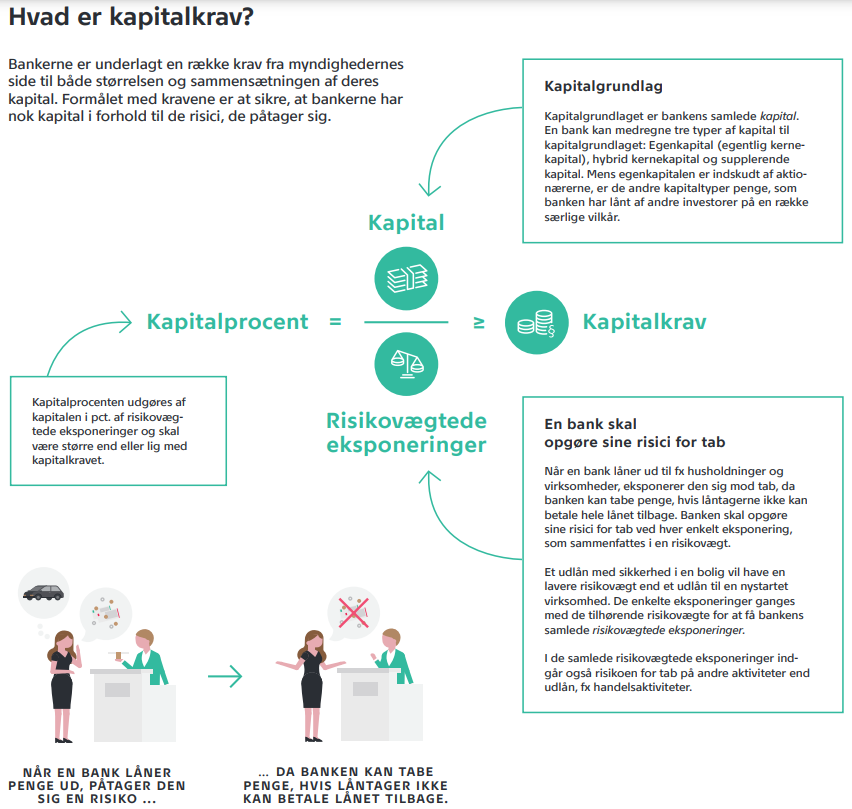 Hvad er kapitalkrav?
Bankerne er underlagt en række krav fra myndighedernes
side til både størrelsen og sammensætningen af deres
kapital. Formålet med kravene er at sikre, at bankerne har
nok kapital i forhold til de risici, de påtager sig.
Kapitalgrundlag
Kapitalgrundlaget er bankens samlede kapital.
En bank kan medregne tre typer af kapital til
kapitalgrundlaget: Egenkapital (egentlig kerne-
kapital), hybrid kernekapital og supplerende
kapital. Mens egenkapitalen er indskudt af aktio-
nærerne, er de andre kapitaltyper penge, som
banken har lånt af andre investorer på en række
særlige vilkår.
Kapital
Kapitalprocent = ≥ § Kapitalkrav
Risikovægtede
eksponeringer
Kapitalprocenten udgøres af
kapitalen i pct. af risikovæg-
tede eksponeringer og skal
være større end eller lig med
kapitalkravet.
En bank skal
opgøre sine risici for tab
Når en bank låner ud til fx husholdninger og
virksomheder, eksponerer den sig mod tab, da
banken kan tabe penge, hvis låntagerne ikke kan
betale hele lånet tilbage. Banken skal opgøre
sine risici for tab ved hver enkelt eksponering,
som sammenfattes i en risikovægt.
Et udlån med sikkerhed i en bolig vil have en
lavere risikovægt end et udlån til en nystartet
virksomhed. De enkelte eksponeringer ganges
med de tilhørende risikovægte for at få bankens
samlede risikovægtede eksponeringer.
I de samlede risikovægtede eksponeringer ind-
går også risikoen for tab på andre aktiviteter end
udlån, fx handelsaktiviteter.
NÅR EN BANK LÅNER
PENGE UD, PÅTAGER DEN
SIG EN RISIKO ...
... DA BANKEN KAN TABE
PENGE, HVIS LÅNTAGER IKKE
KAN BETALE LÅNET TILBAGE.